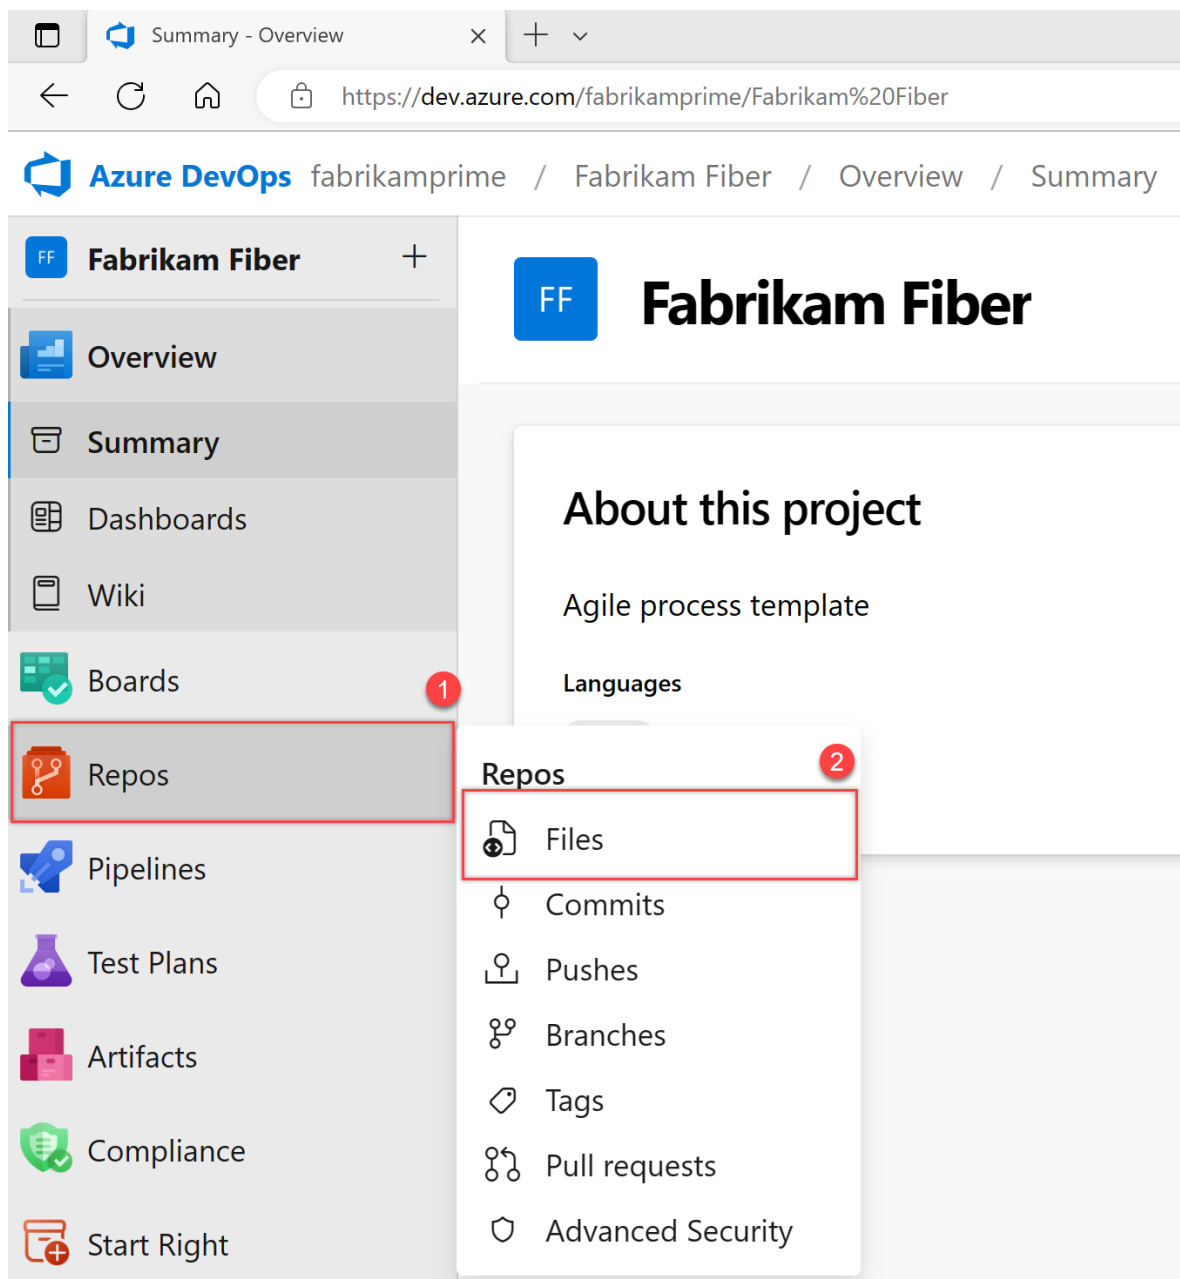 Summary - Overview
https://dev.azure.com/fabrikamprime/Fabrikam%20Fiber
Azure DevOps fabrikamprime / Fabrikam Fiber / Overview / Summary
FF Fabrikam Fiber
FF Fabrikam Fiber
Overview
Summary
Dashboards
Wiki
Boards
1
Repos
Pipelines
Test Plans
Artifacts
Compliance
Start Right
About this project
Agile process template
Languages
Repos
2
Files
Commits
Pushes
Branches
Tags
Pull requests
Advanced Security